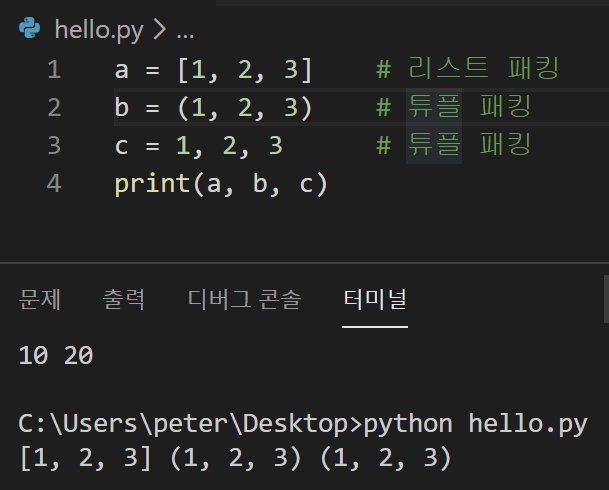 hello.py > ...
1 a = [1, 2, 3] # 리스트 패킹
2 b = (1, 2, 3) # 튜플 패킹
3 c = 1, 2, 3 # 튜플 패킹
4 print(a, b, c)
문제 출력 디버그 콘솔 터미널
10 20
C:\Users\peter\Desktop>python hello.py
[1, 2, 3] (1, 2, 3) (1, 2, 3)